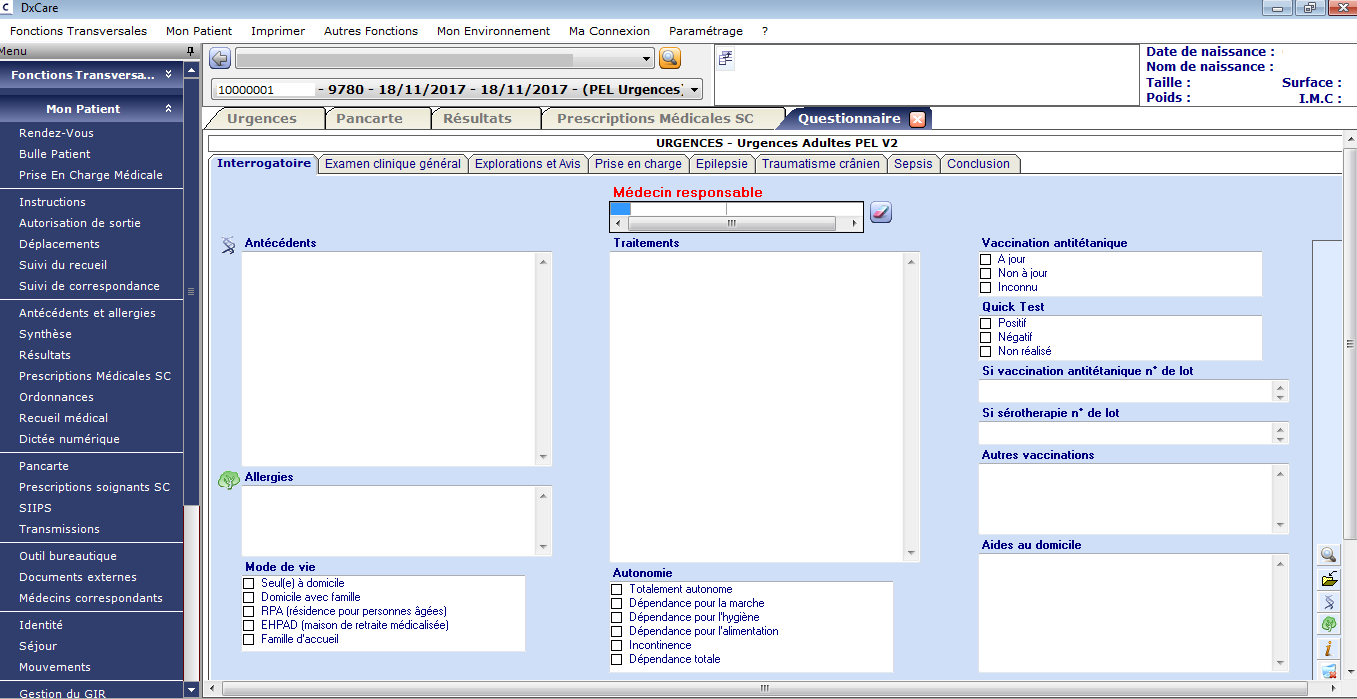 C DxCare
Fonctions Transversales Mon Patient Imprimer Autres Fonctions Mon Environnement Ma Connexion Paramétrage ?
Menu
Fonctions Transversa...
Mon Patient
Rendez-Vous
Bulle Patient
Prise En Charge Médicale
Instructions
Autorisation de sortie
Déplacements
Suivi du recueil
Suivi de correspondance
Antécédents et allergies
Synthèse
Résultats
Prescriptions Médicales SC
Ordonnances
Recueil médical
Dictée numérique
Pancarte
Prescriptions soignants SC
SIIPS
Transmissions
Outil bureautique
Documents externes
Médecins correspondants
Identité
Séjour
Mouvements
Gestion du GIR
10000001 - 9780 - 18/11/2017 - 18/11/2017 - (PEL Urgences)
Date de naissance :
Nom de naissance :
Taille : Surface :
Poids : I.M.C :
Urgences Pancarte Résultats Prescriptions Médicales SC Questionnaire
URGENCES - Urgences Adultes PEL V2
Interrogatoire Examen clinique général Explorations et Avis Prise en charge Epilepsie Traumatisme crânien Sepsis Conclusion
Médecin responsable
Antécédents
Allergies
Mode de vie
Seul(e) à domicile
Domicile avec famille
RPA (résidence pour personnes âgées)
EHPAD (maison de retraite médicalisée)
Famille d'accueil
Traitements
Autonomie
Totalement autonome
Dépendance pour la marche
Dépendance pour l'hygiène
Dépendance pour l'alimentation
Incontinence
Dépendance totale
Vaccination antitétanique
A jour
Non à jour
Inconnu
Quick Test
Positif
Négatif
Non réalisé
Si vaccination antitétanique n° de lot
Si sérotherapie n° de lot
Autres vaccinations
Aides au domicile